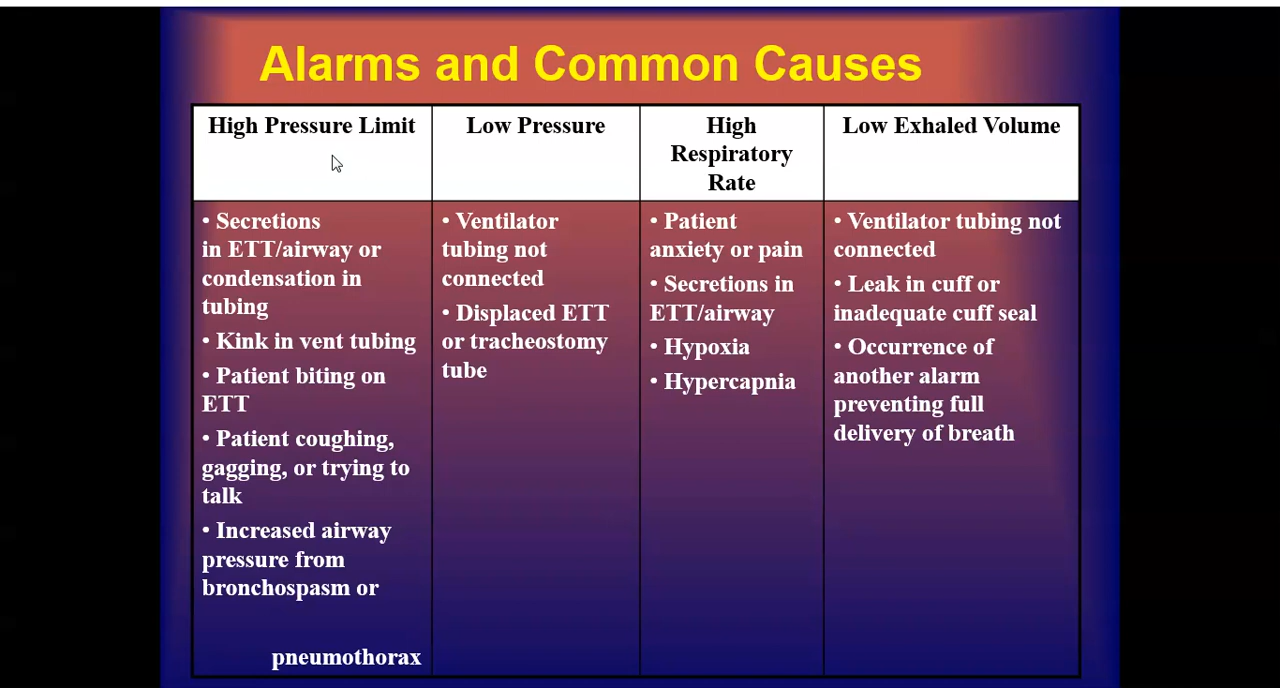 Alarms and Common Causes
High Pressure Limit
Low Pressure
High
Respiratory
Rate
Low Exhaled Volume
• Secretions
in ETT/airway or
condensation in
tubing
• Kink in vent tubing
• Patient biting on
ETT
• Patient coughing,
gagging, or trying to
talk
• Increased airway
pressure from
bronchospasm or
pneumothorax
• Ventilator
tubing not
connected
• Displaced ETT
or tracheostomy
tube
• Patient
anxiety or pain
• Secretions in
ETT/airway
• Hypoxia
• Hypercapnia
• Ventilator tubing not
connected
• Leak in cuff or
inadequate cuff seal
• Occurrence of
another alarm
preventing full
delivery of breath